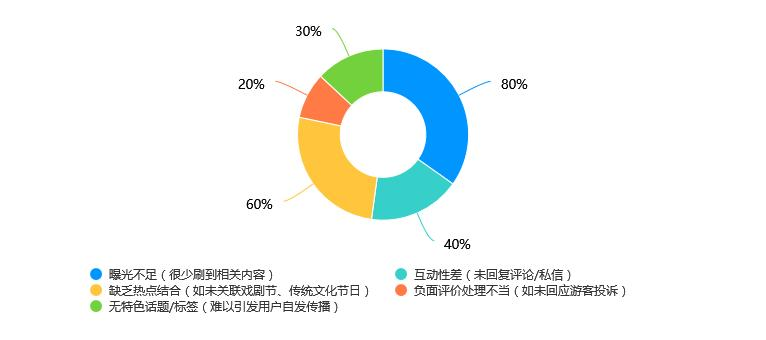 30%
20%
80%
60%
40%
曝光不足（很少刷到相关内容）
互动性差（未回复评论/私信）
缺乏热点结合（如未关联戏剧节、传统文化节日）
负面评价处理不当（如未回应游客投诉）
无特色话题/标签（难以引发用户自发传播）